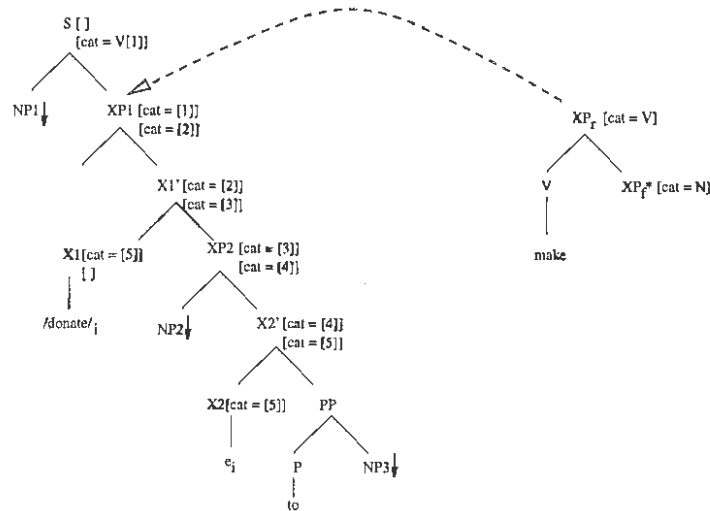 S [ ]
[cat = V[1]]
NP1 XP1 [cat = [1]]
[cat = [2]]
XPr [cat = V]
V XPf* [cat = N]
make
X1' [cat = [2]]
[cat = [3]]
X1[cat = [5]]
[ ]
XP2 [cat = [3]]
[cat = [4]]
/donate/i
NP2
X2' [cat = [4]]
[cat = [5]]
X2[cat = [5]] PP
ei P NP3
to